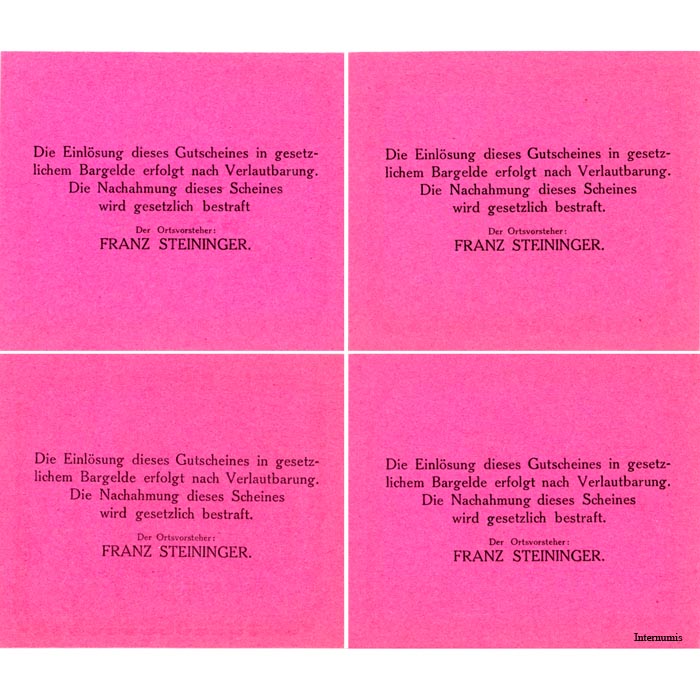 Die Einlösung dieses Gutscheines in gesetz-
lichem Bargelde erfolgt nach Verlautbarung.
Die Nachahmung dieses Scheines
wird gesetzlich bestraft
Der Ortsvorsteher:
FRANZ STEININGER.
Die Einlösung dieses Gutscheines in gesetz-
lichem Bargelde erfolgt nach Verlautbarung.
Die Nachahmung dieses Scheines
wird gesetzlich bestraft.
Der Ortsvorsteher:
FRANZ STEININGER.
Die Einlösung dieses Gutscheines in gesetz-
lichem Bargelde erfolgt nach Verlautbarung.
Die Nachahmung dieses Scheines
wird gesetzlich bestraft.
Der Ortsvorsteher:
FRANZ STEININGER.
Die Einlösung dieses Gutscheines in gesetz-
lichem Bargelde erfolgt nach Verlautbarung.
Die Nachahmung dieses Scheines
wird gesetzlich bestraft.
Der Ortsvorsteher:
FRANZ STEININGER.
Internumis